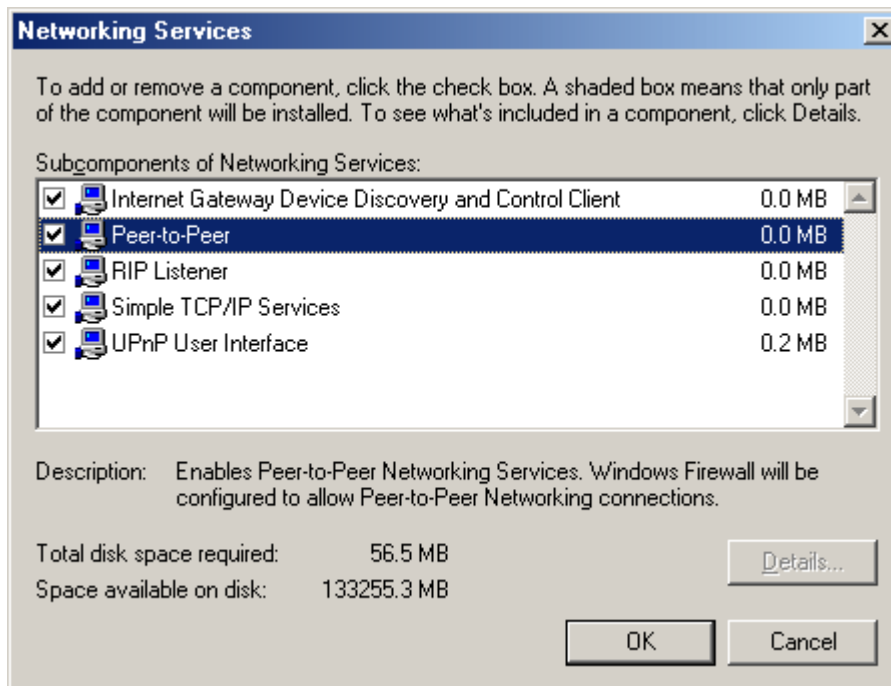 Networking Services
To add or remove a component, click the check box. A shaded box means that only part
of the component will be installed. To see what's included in a component, click Details.
Subcomponents of Networking Services:
Internet Gateway Device Discovery and Control Client 0.0 MB
Peer-to-Peer 0.0 MB
RIP Listener 0.0 MB
Simple TCP/IP Services 0.0 MB
UPnP User Interface 0.2 MB
Description: Enables Peer-to-Peer Networking Services. Windows Firewall will be
configured to allow Peer-to-Peer Networking connections.
Total disk space required: 56.5 MB
Details...
Space available on disk: 133255.3 MB
OK Cancel